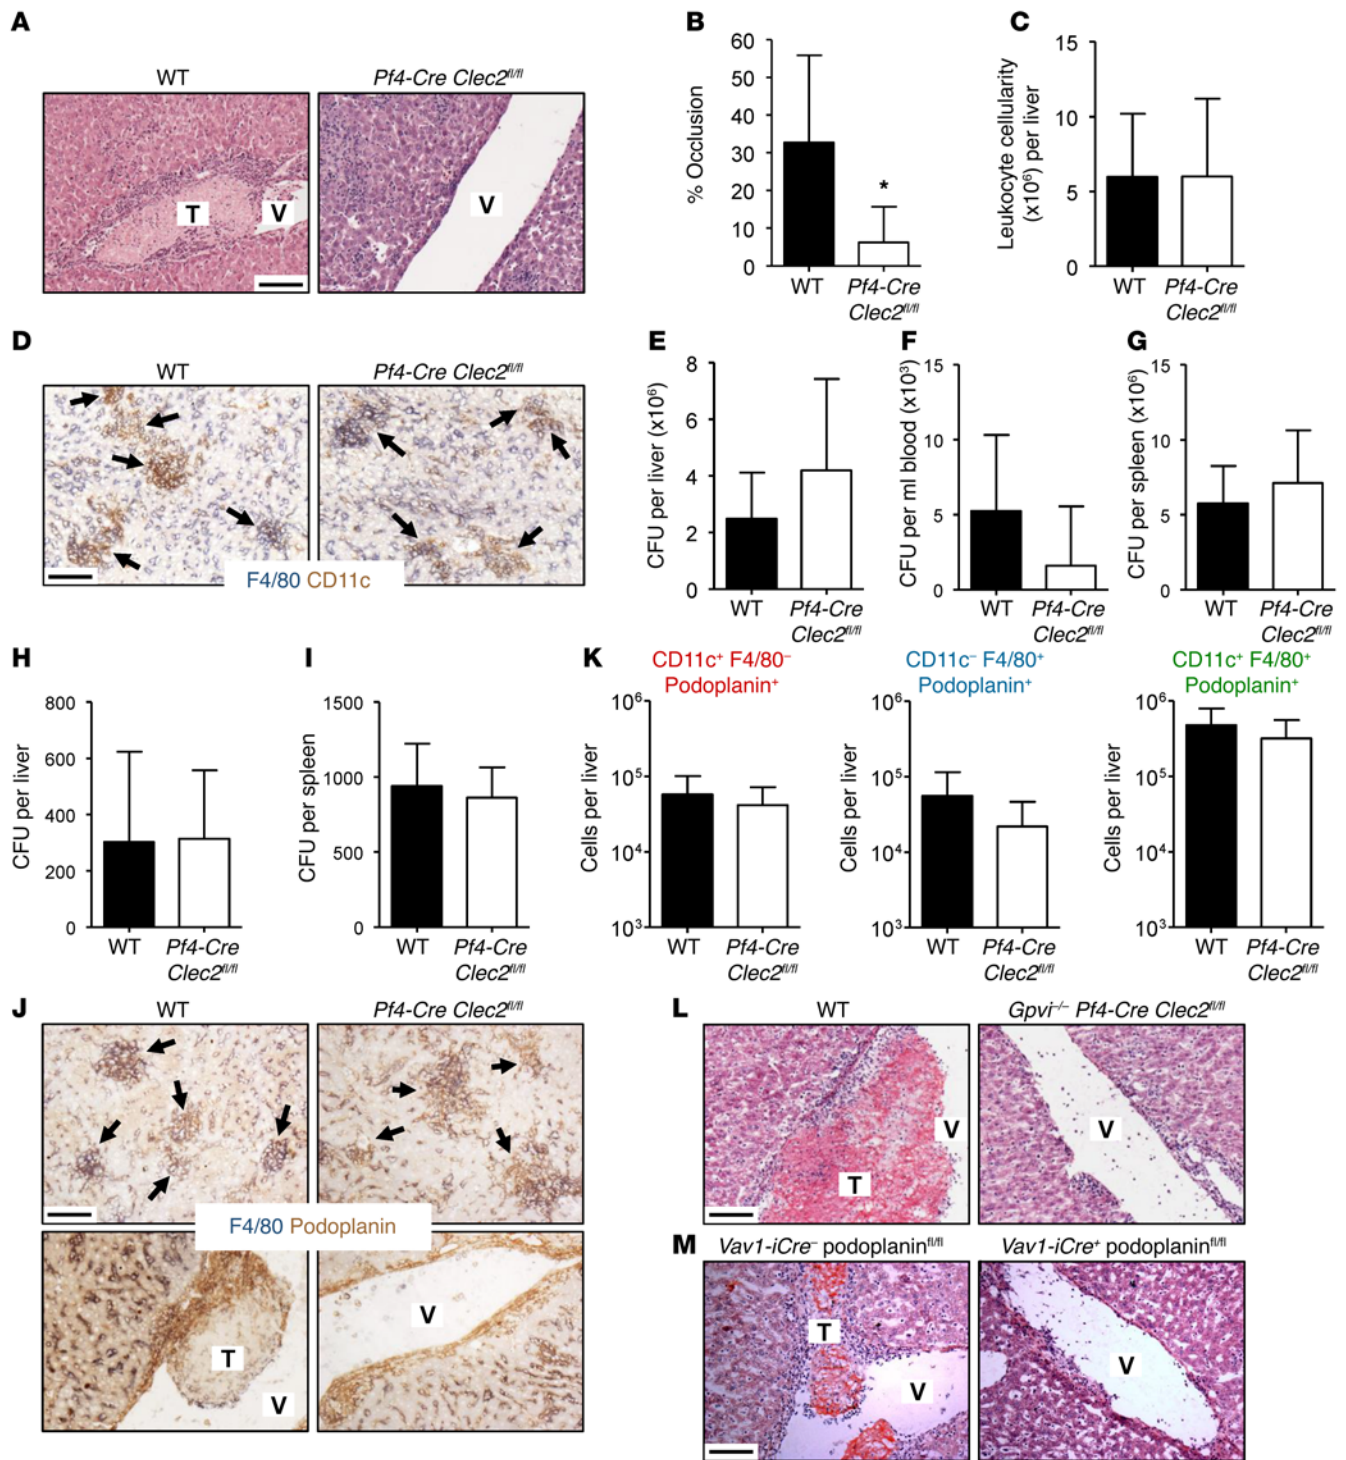 A
WT
Pf4-Cre Clec2fl/fl
T
V
V
B
% Occlusion
60
50
40
30
20
10
0
*
WT
Pf4-Cre
Clec2fl/fl
C
Leukocyte cellularity
(x10⁶) per liver
15
10
5
0
WT
Pf4-Cre
Clec2fl/fl
D
WT
Pf4-Cre Clec2fl/fl
F4/80 CD11c
E
CFU per liver (x10⁶)
8
6
4
2
0
WT
Pf4-Cre
Clec2fl/fl
F
CFU per ml blood (x10³)
15
10
5
0
WT
Pf4-Cre
Clec2fl/fl
G
CFU per spleen (x10⁶)
15
10
5
0
WT
Pf4-Cre
Clec2fl/fl
H
CFU per liver
800
600
400
200
0
WT
Pf4-Cre
Clec2fl/fl
I
CFU per spleen
1500
1000
500
0
WT
Pf4-Cre
Clec2fl/fl
K
CD11c⁺ F4/80⁻
Podoplanin⁺
Cells per liver
10⁶
10⁵
10⁴
10³
WT
Pf4-Cre
Clec2fl/fl
CD11c⁻ F4/80⁺
Podoplanin⁺
Cells per liver
10⁶
10⁵
10⁴
10³
WT
Pf4-Cre
Clec2fl/fl
CD11c⁺ F4/80⁺
Podoplanin⁺
Cells per liver
10⁶
10⁵
10⁴
10³
WT
Pf4-Cre
Clec2fl/fl
J
WT
Pf4-Cre Clec2fl/fl
F4/80 Podoplanin
T
V
V
L
WT
Gpvi⁻/⁻ Pf4-Cre Clec2fl/fl
T
V
V
M
Vav1-iCre⁻ podoplaninfl/fl
Vav1-iCre⁺ podoplaninfl/fl
T
V
V